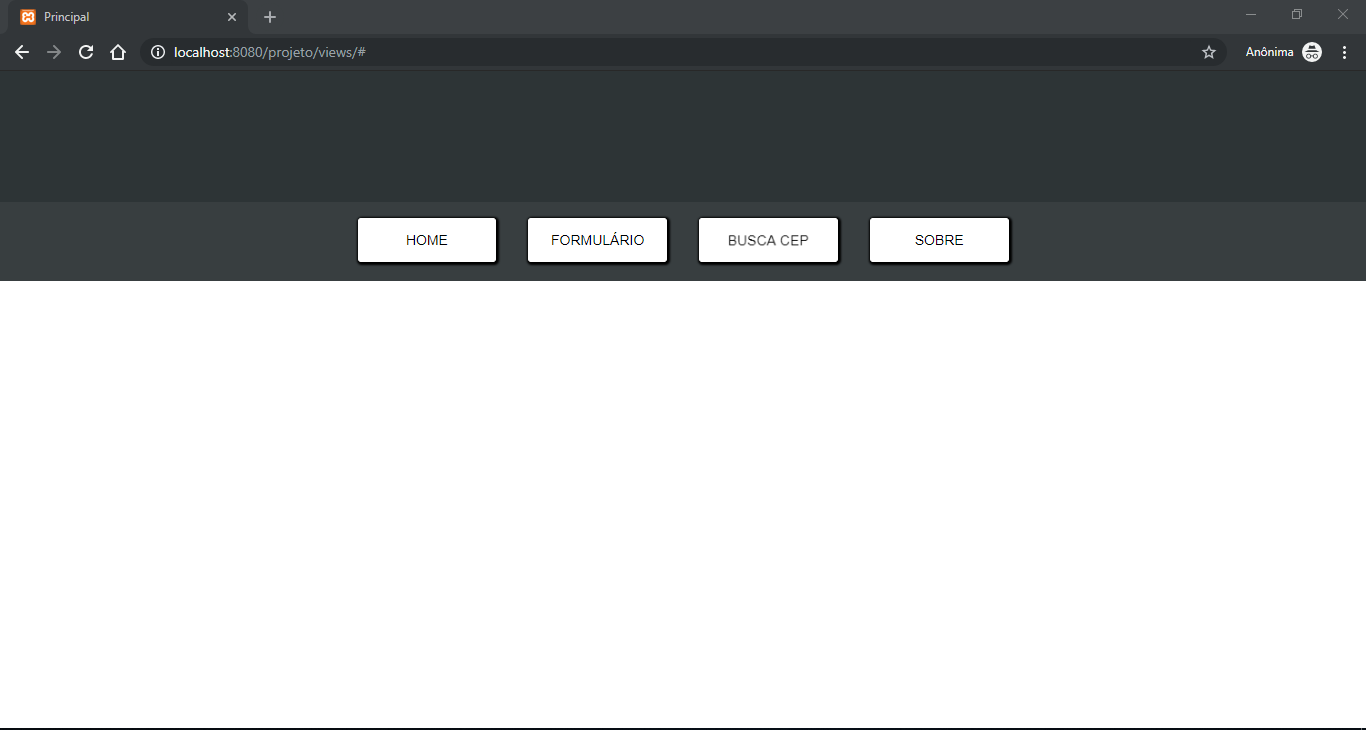 Principal
localhost:8080/projeto/views/#
Anônima
HOME
FORMULÁRIO
BUSCA CEP
SOBRE